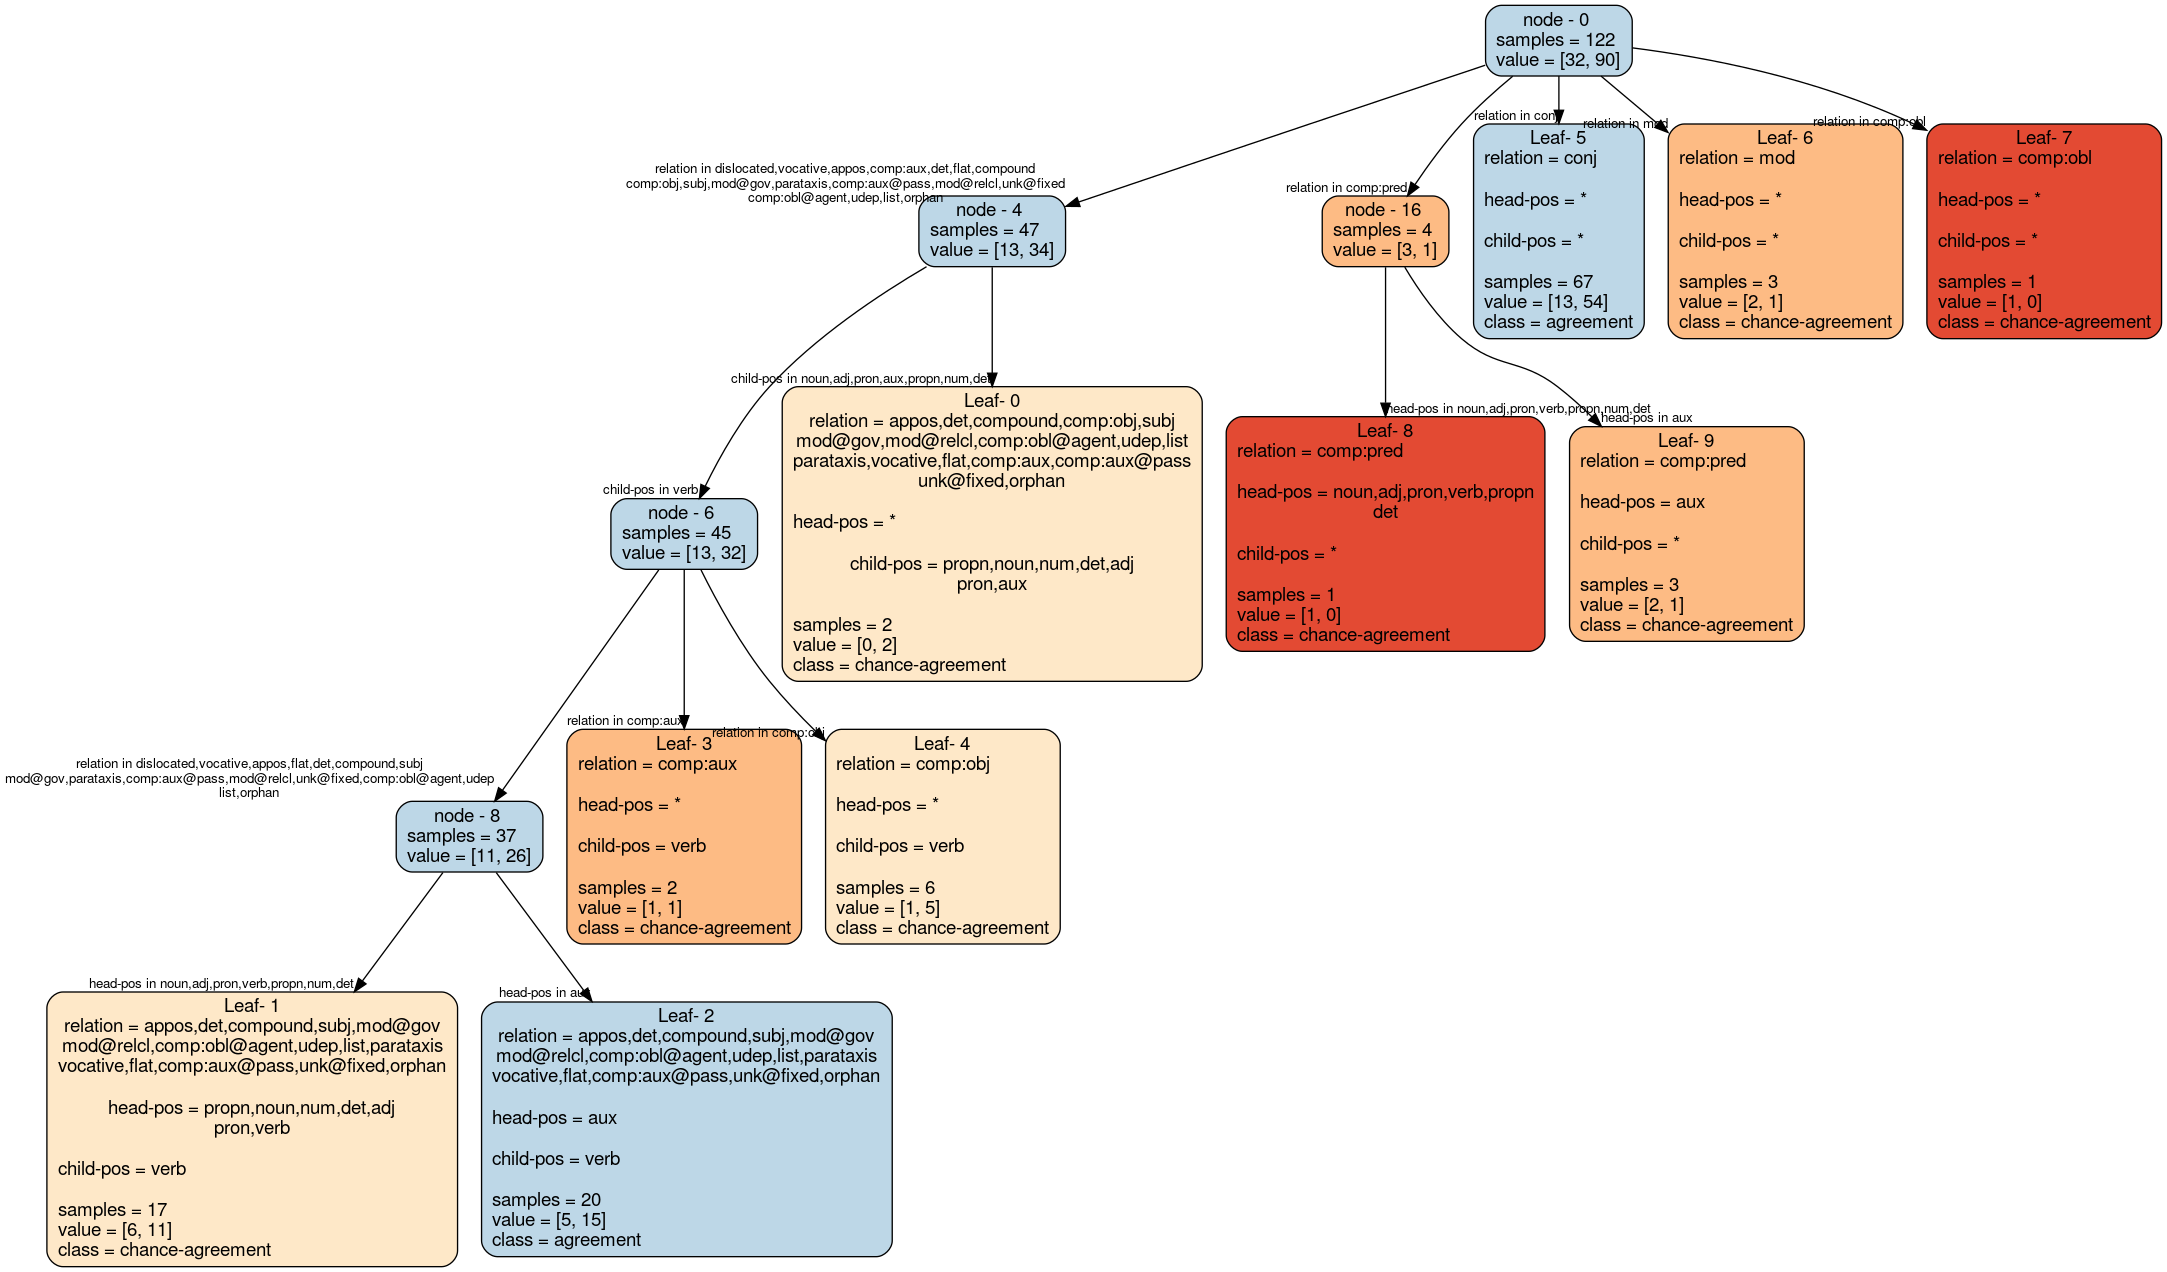 node - 0
samples = 122
value = [32, 90]
relation in dislocated,vocative,appos,comp:aux,det,flat,compound
comp:obj,subj,mod@gov,parataxis,comp:aux@pass,mod@relcl,unk@fixed
comp:obl@agent,udep,list,orphan
node - 4
samples = 47
value = [13, 34]
relation in comp:pred
node - 16
samples = 4
value = [3, 1]
relation in conj
Leaf- 5
relation = conj
head-pos = *
child-pos = *
samples = 67
value = [13, 54]
class = agreement
relation in mod
Leaf- 6
relation = mod
head-pos = *
child-pos = *
samples = 3
value = [2, 1]
class = chance-agreement
relation in comp:obl
Leaf- 7
relation = comp:obl
head-pos = *
child-pos = *
samples = 1
value = [1, 0]
class = chance-agreement
child-pos in verb
node - 6
samples = 45
value = [13, 32]
child-pos in noun,adj,pron,aux,propn,num,det
Leaf- 0
relation = appos,det,compound,comp:obj,subj
mod@gov,mod@relcl,comp:obl@agent,udep,list
parataxis,vocative,flat,comp:aux,comp:aux@pass
unk@fixed,orphan
head-pos = *
child-pos = propn,noun,num,det,adj
pron,aux
samples = 2
value = [0, 2]
class = chance-agreement
head-pos in noun,adj,pron,verb,propn,num,det
Leaf- 8
relation = comp:pred
head-pos = noun,adj,pron,verb,propn
det
child-pos = *
samples = 1
value = [1, 0]
class = chance-agreement
head-pos in aux
Leaf- 9
relation = comp:pred
head-pos = aux
child-pos = *
samples = 3
value = [2, 1]
class = chance-agreement
relation in dislocated,vocative,appos,flat,det,compound,subj
mod@gov,parataxis,comp:aux@pass,mod@relcl,unk@fixed,comp:obl@agent,udep
list,orphan
node - 8
samples = 37
value = [11, 26]
relation in comp:aux
Leaf- 3
relation = comp:aux
head-pos = *
child-pos = verb
samples = 2
value = [1, 1]
class = chance-agreement
relation in comp:obj
Leaf- 4
relation = comp:obj
head-pos = *
child-pos = verb
samples = 6
value = [1, 5]
class = chance-agreement
head-pos in noun,adj,pron,verb,propn,num,det
Leaf- 1
relation = appos,det,compound,subj,mod@gov
mod@relcl,comp:obl@agent,udep,list,parataxis
vocative,flat,comp:aux@pass,unk@fixed,orphan
head-pos = propn,noun,num,det,adj
pron,verb
child-pos = verb
samples = 17
value = [6, 11]
class = chance-agreement
head-pos in aux
Leaf- 2
relation = appos,det,compound,subj,mod@gov
mod@relcl,comp:obl@agent,udep,list,parataxis
vocative,flat,comp:aux@pass,unk@fixed,orphan
head-pos = aux
child-pos = verb
samples = 20
value = [5, 15]
class = agreement